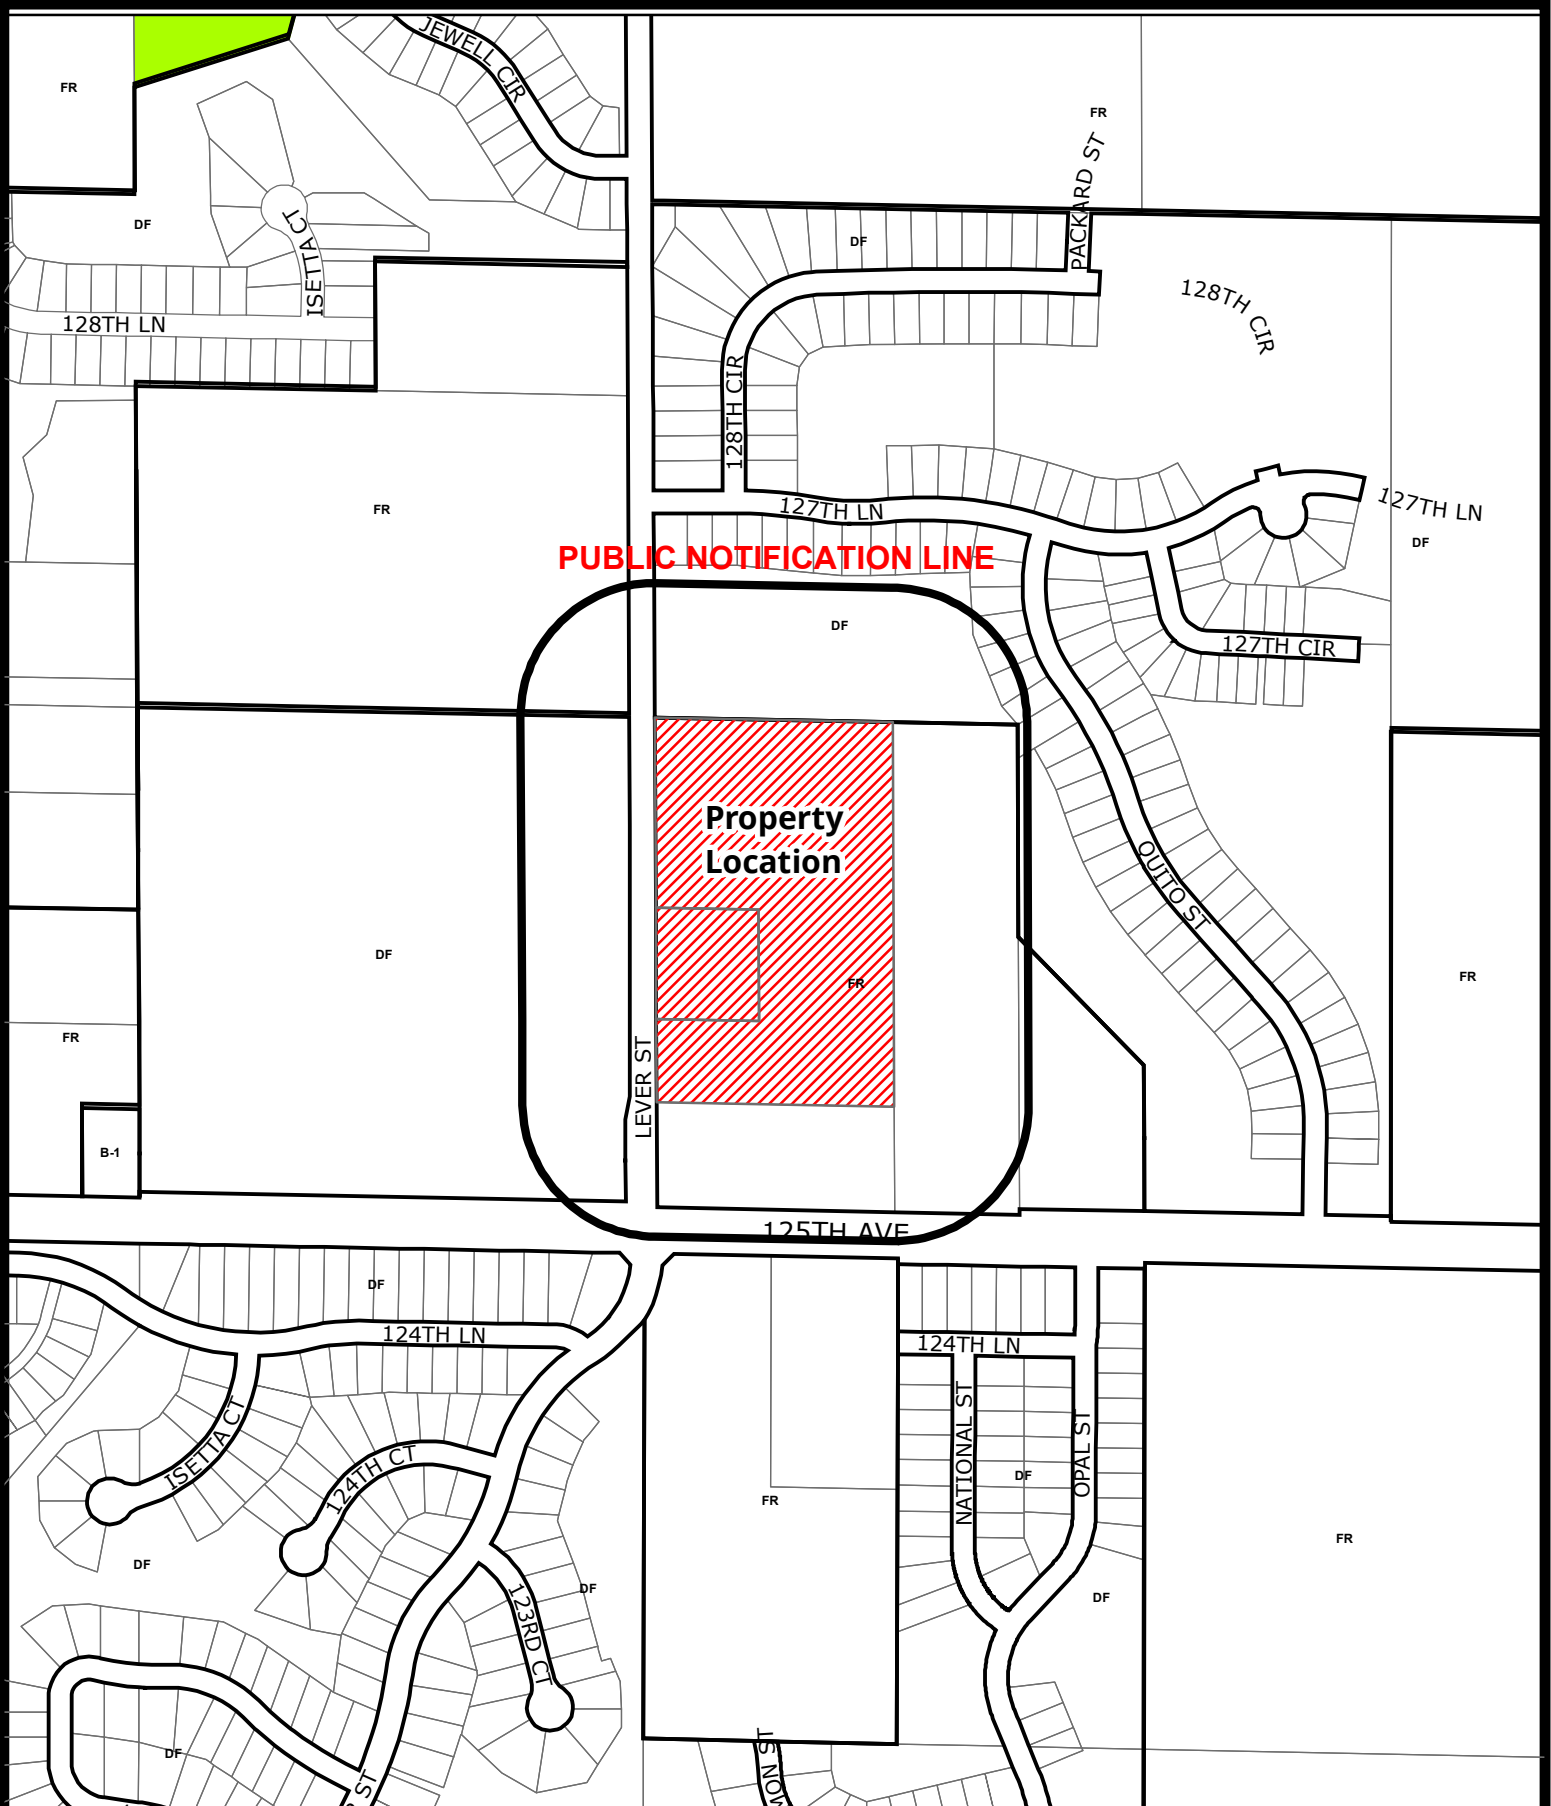 JEWELL CIR
FR
FR
PACKARD ST
ISETTA CT
DF
DF
128TH LN
128TH CIR
128TH CIR
FR
127TH LN
127TH LN
DF
PUBLIC NOTIFICATION LINE
DF
127TH CIR
Property
Location
QUITO ST
DF
FR
FR
FR
LEVER ST
B-1
125TH AVE
DF
124TH LN
124TH LN
ISETTA CT
124TH CT
NATIONAL ST
OPAL ST
DF
FR
FR
DF
DF
DF
123RD CT
DF
ST
ST